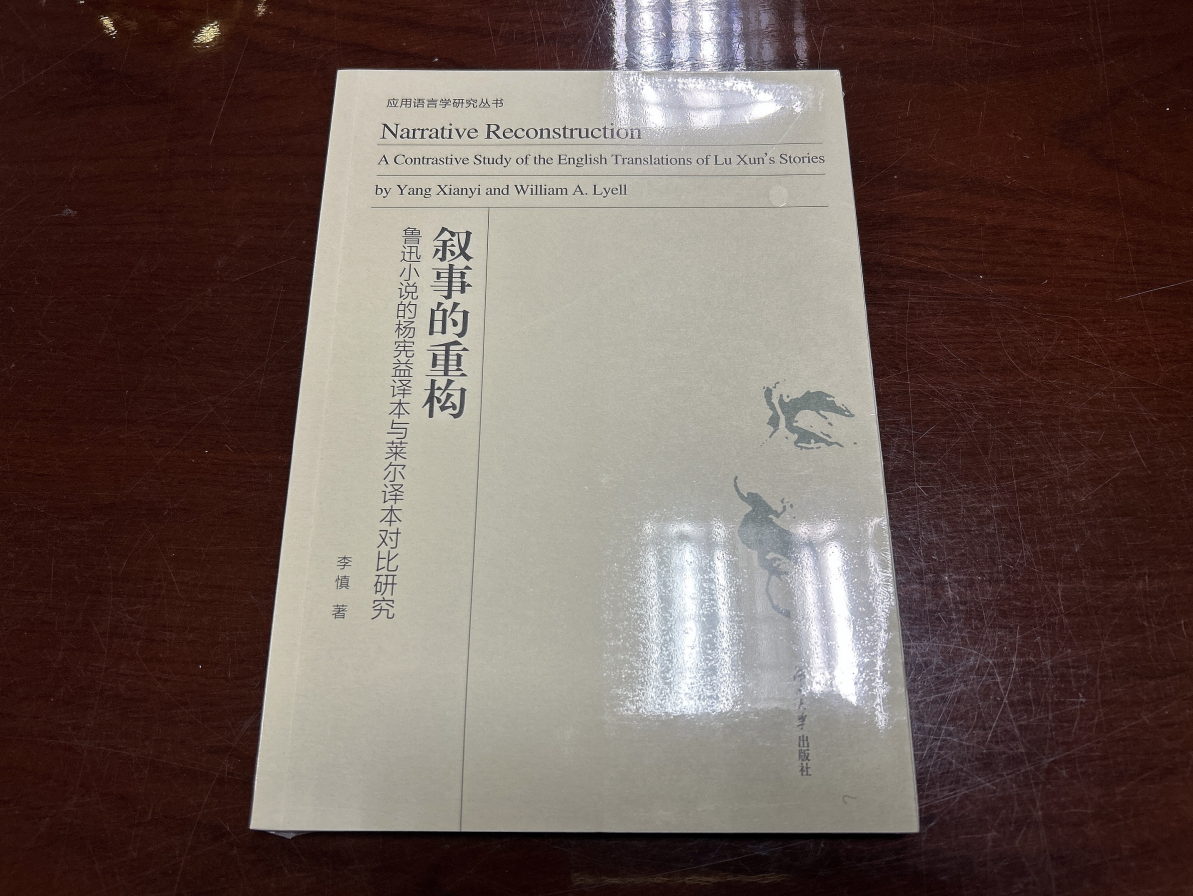 应用语言学研究丛书
Narrative Reconstruction
A Contrastive Study of the English Translations of Lu Xun's Stories
by Yang Xianyi and William A. Lyell
叙事的重构
鲁迅小说的杨宪益译本与莱尔译本对比研究
李慎 著
大学出版社